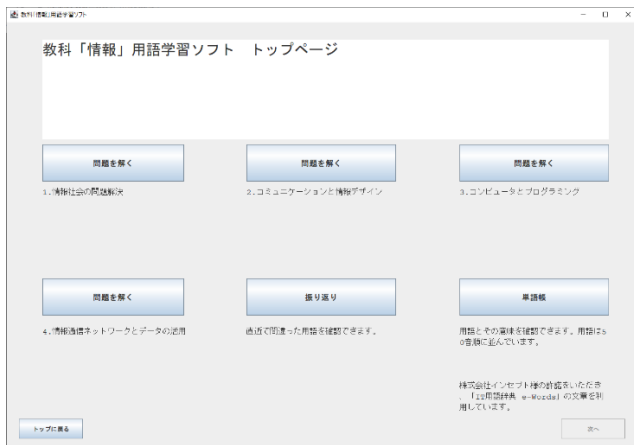 教科「情報」用語学習ソフト
教科「情報」用語学習ソフト　トップページ
問題を解く
問題を解く
問題を解く
1.情報社会の問題解決
2.コミュニケーションと情報デザイン
3.コンピュータとプログラミング
問題を解く
振り返り
単語帳
4.情報通信ネットワークとデータの活用
直近で間違った用語を確認できます。
用語とその意味を確認できます。用語は5
0音順に並んでいます。
株式会社インセプト様の許諾をいただき
、「IT用語辞典 e-Words」の文章を利
用しています。
トップに戻る
次へ